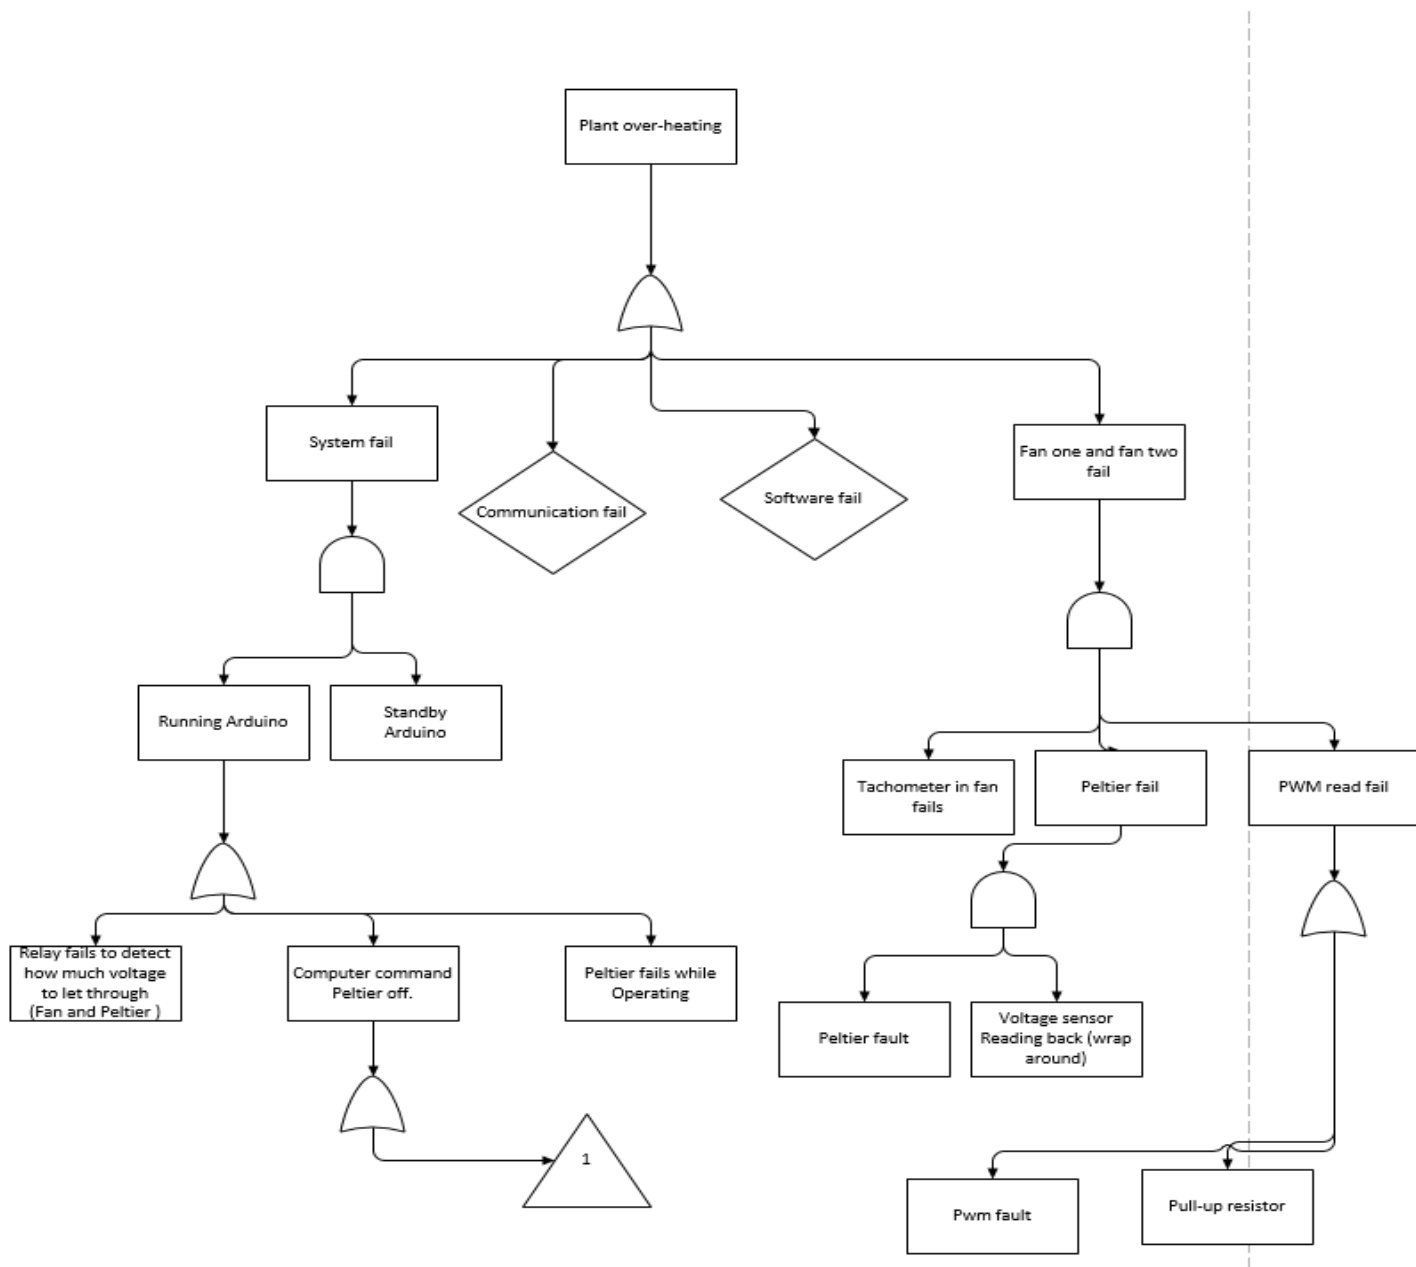 Plant over-heating
System fail
Communication fail
Software fail
Fan one and fan two
fail
Running Arduino
Standby
Arduino
Tachometer in fan
fails
Peltier fail
PWM read fail
Relay fails to detect
how much voltage
to let through
(Fan and Peltier )
Computer command
Peltier off.
Peltier fails while
Operating
Peltier fault
Voltage sensor
Reading back (wrap
around)
1
Pwm fault
Pull-up resistor